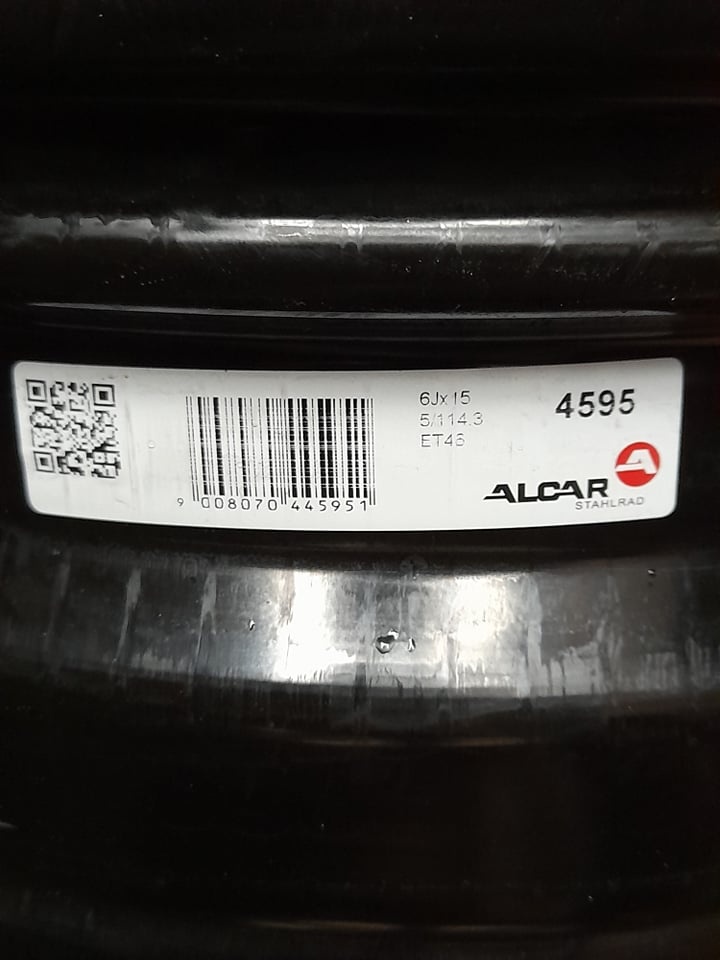 6Jx15
5/114.3
ET46
4595
9 008070 445951
ALCAR
STAHLRAD